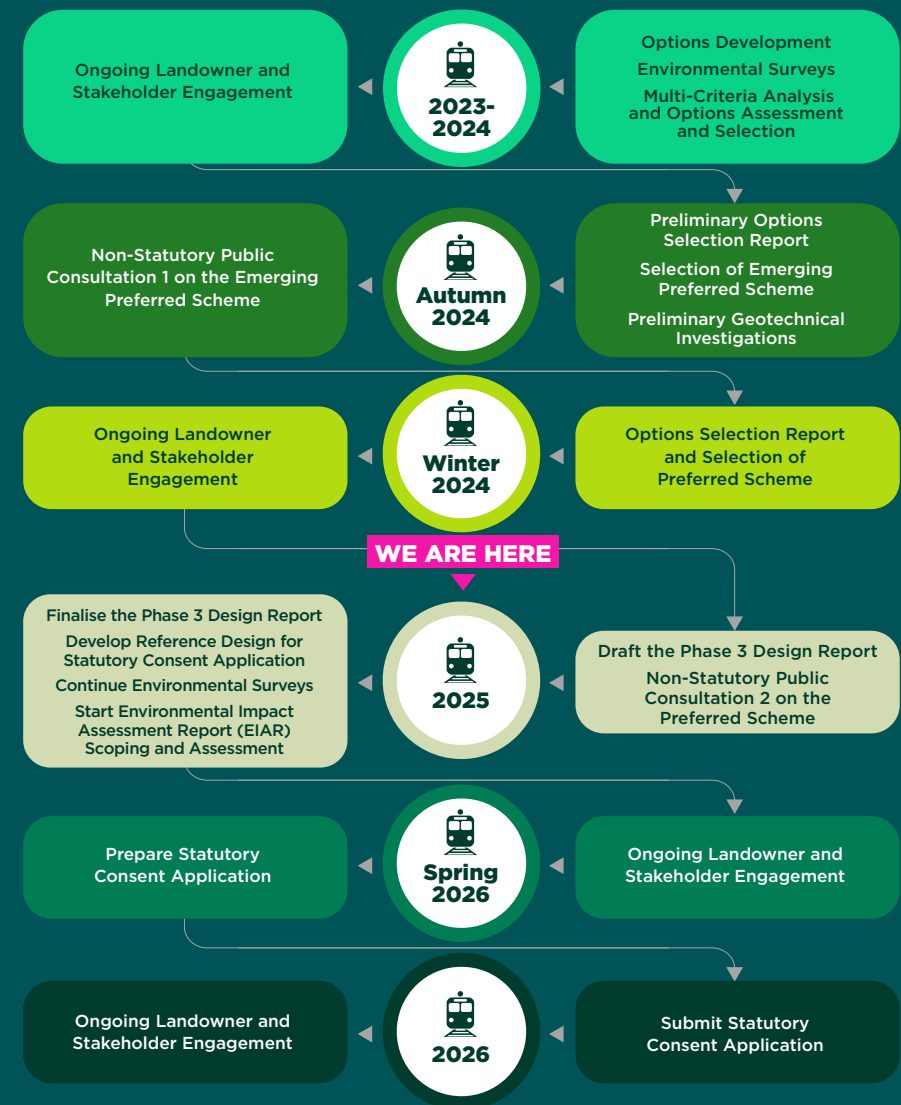 Ongoing Landowner and
Stakeholder Engagement
2023-
2024
Options Development
Environmental Surveys
Multi-Criteria Analysis
and Options Assessment
and Selection
Non-Statutory Public
Consultation 1 on the Emerging
Preferred Scheme
Autumn
2024
Preliminary Options
Selection Report
Selection of Emerging
Preferred Scheme
Preliminary Geotechnical
Investigations
Ongoing Landowner
and Stakeholder
Engagement
Winter
2024
Options Selection Report
and Selection of
Preferred Scheme
WE ARE HERE
Finalise the Phase 3 Design Report
Develop Reference Design for
Statutory Consent Application
Continue Environmental Surveys
Start Environmental Impact
Assessment Report (EIAR)
Scoping and Assessment
2025
Draft the Phase 3 Design Report
Non-Statutory Public
Consultation 2 on the
Preferred Scheme
Prepare Statutory
Consent Application
Spring
2026
Ongoing Landowner and
Stakeholder Engagement
Ongoing Landowner and
Stakeholder Engagement
2026
Submit Statutory
Consent Application